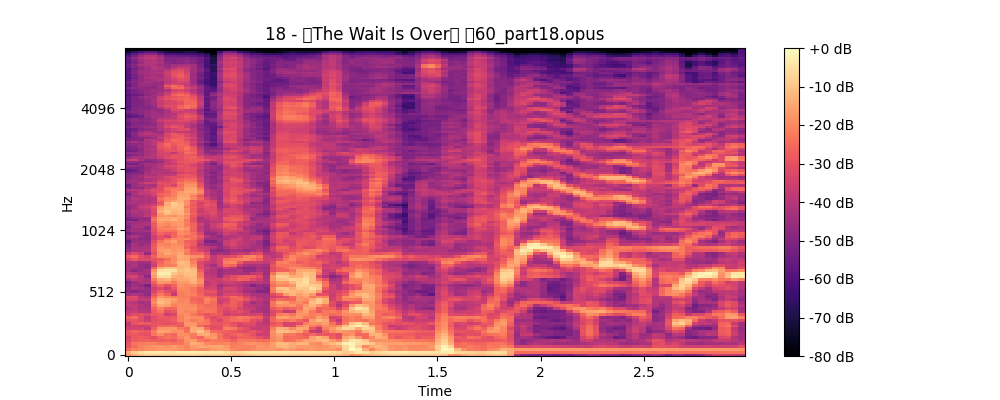 18 - ▯The Wait Is Over▯ ▯60_part18.opus
+0 dB
-10 dB
-20 dB
-30 dB
-40 dB
-50 dB
-60 dB
-70 dB
-80 dB
4096
2048
1024
512
0
Hz
0
0.5
1
1.5
2
2.5
Time